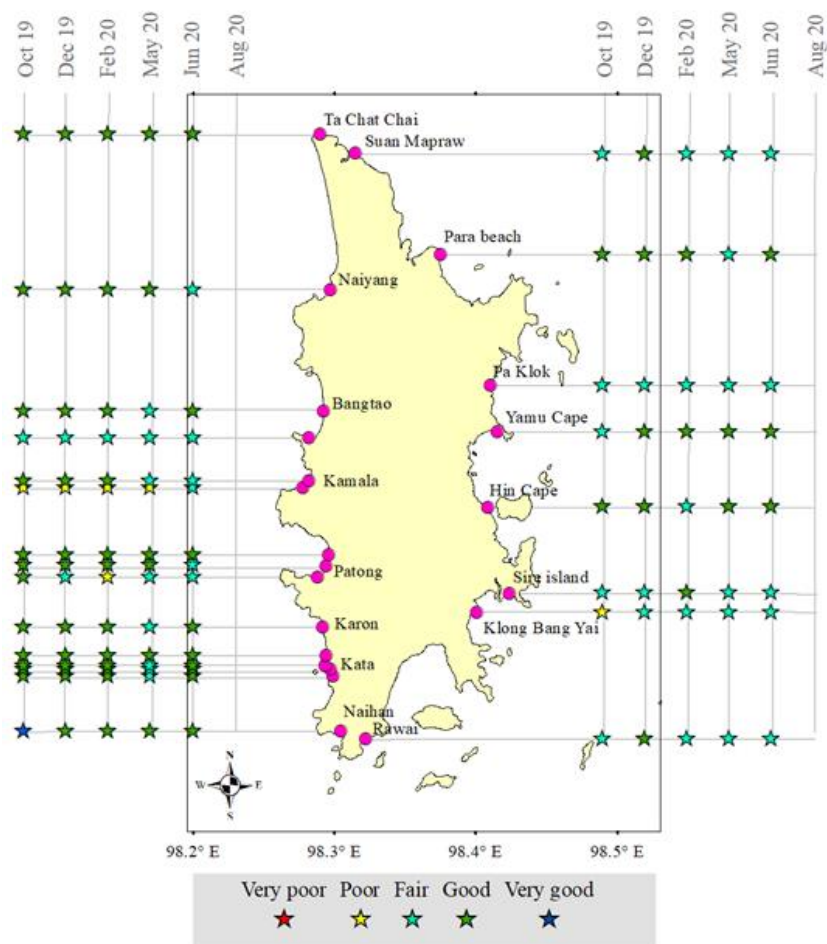 Oct 19
Dec 19
Feb 20
May 20
Jun 20
Aug 20
Oct 19
Dec 19
Feb 20
May 20
Jun 20
Aug 20
Ta Chat Chai
Suan Mapraw
Para beach
Naiyang
Pa Klok
Bangtao
Yamu Cape
Kamala
Hin Cape
Patong
Sire island
Karon
Klong Bang Yai
Kata
Naihan
Rawai
N
W E
S
98.2° E 98.3° E 98.4° E 98.5° E
Very poor Poor Fair Good Very good